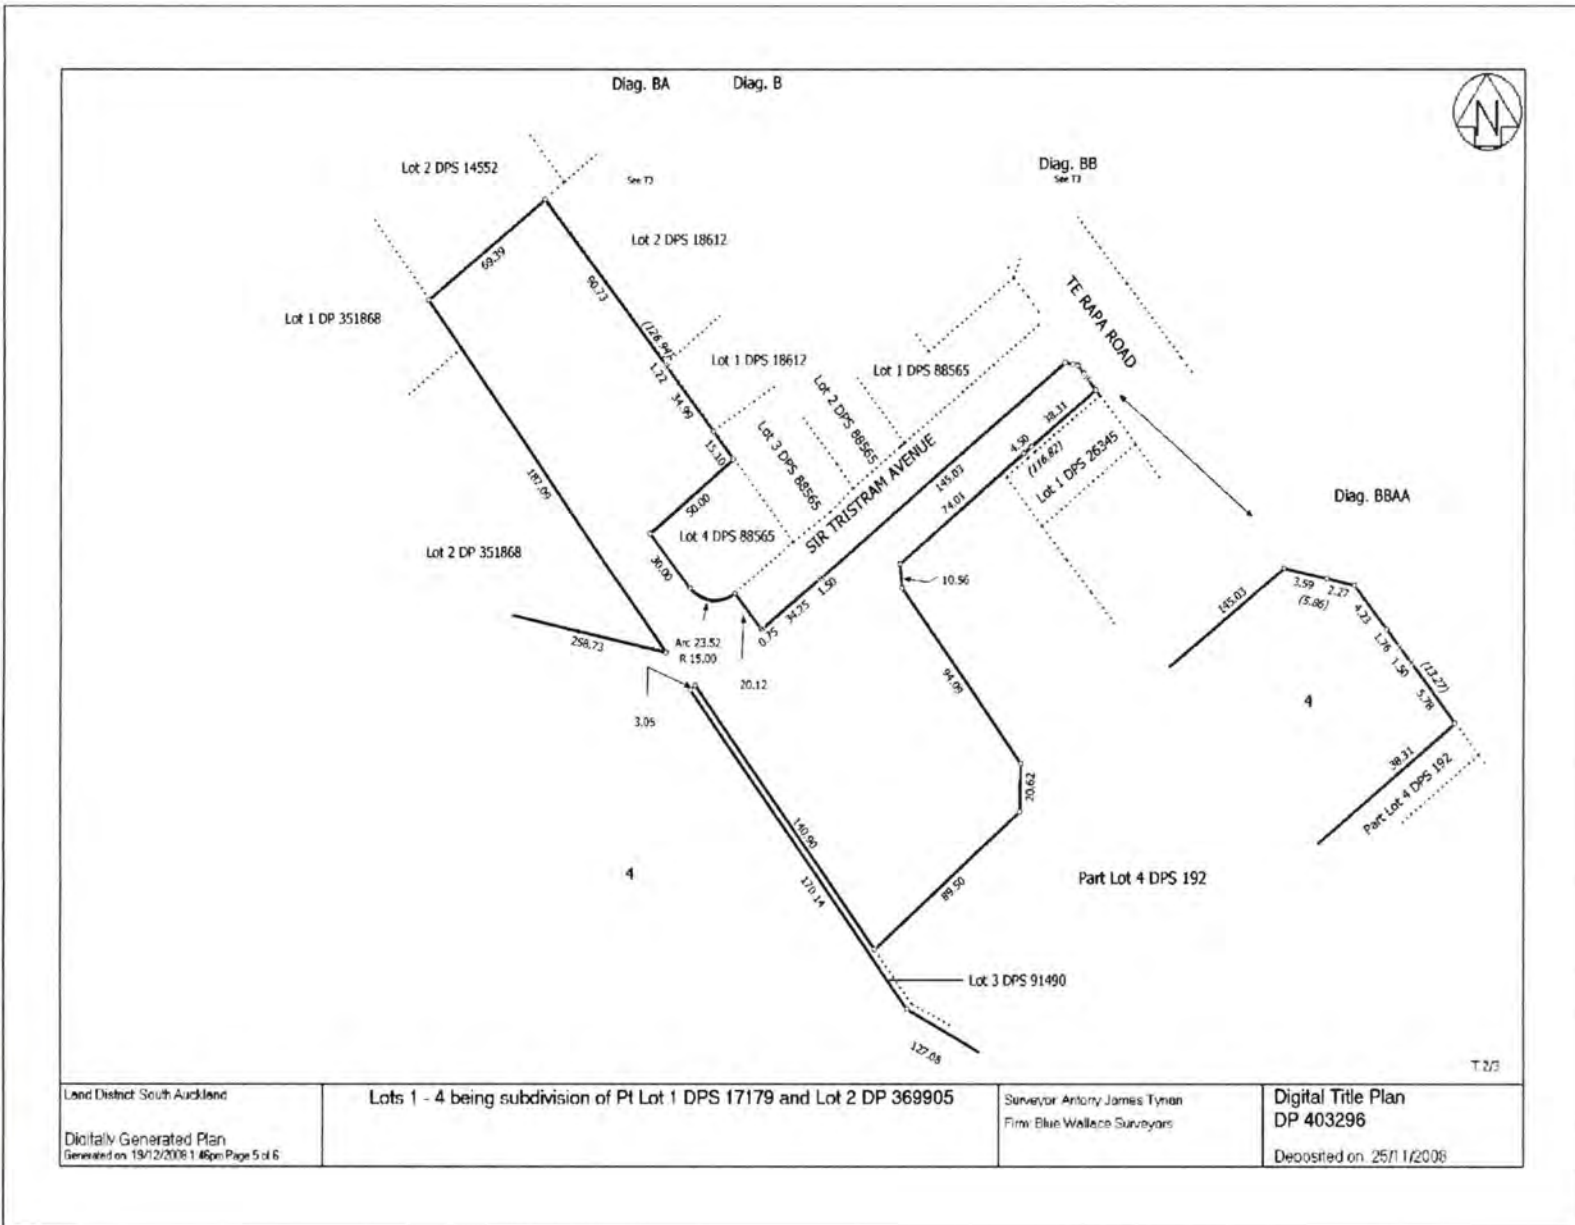 Diag. BA
Diag. B
N
Lot 2 DPS 14552
See T3
Diag. BB
See T3
Lot 2 DPS 18612
69.39
90.73
TE RAPA ROAD
Lot 1 DP 351868
(126.94)
1.22
Lot 1 DPS 18612
Lot 1 DPS 88565
34.99
Lot 2 DPS 88565
38.31
15.10
Lot 3 DPS 88565
4.50
(116.82)
Lot 1 DPS 26345
187.09
50.00
SIR TRISTRAM AVENUE
145.03
74.01
Diag. BBAA
Lot 4 DPS 88565
Lot 2 DP 351868
30.00
10.56
1.50
34.25
0.75
145.03
3.59
2.27
(5.86)
4.23
1.76
1.50
(13.27)
5.78
258.73
Arc 23.52
R 15.00
20.12
94.09
3.05
4
38.31
Part Lot 4 DPS 192
20.62
140.90
170.14
4
89.50
Part Lot 4 DPS 192
Lot 3 DPS 91490
127.08
T 2/3
Land District South Auckland
Digitally Generated Plan
Generated on 19/12/2008 1:46pm Page 5 of 6
Lots 1 - 4 being subdivision of Pt Lot 1 DPS 17179 and Lot 2 DP 369905
Surveyor Antony James Tynan
Firm: Blue Wallace Surveyors
Digital Title Plan
DP 403296
Deposited on 25/11/2008